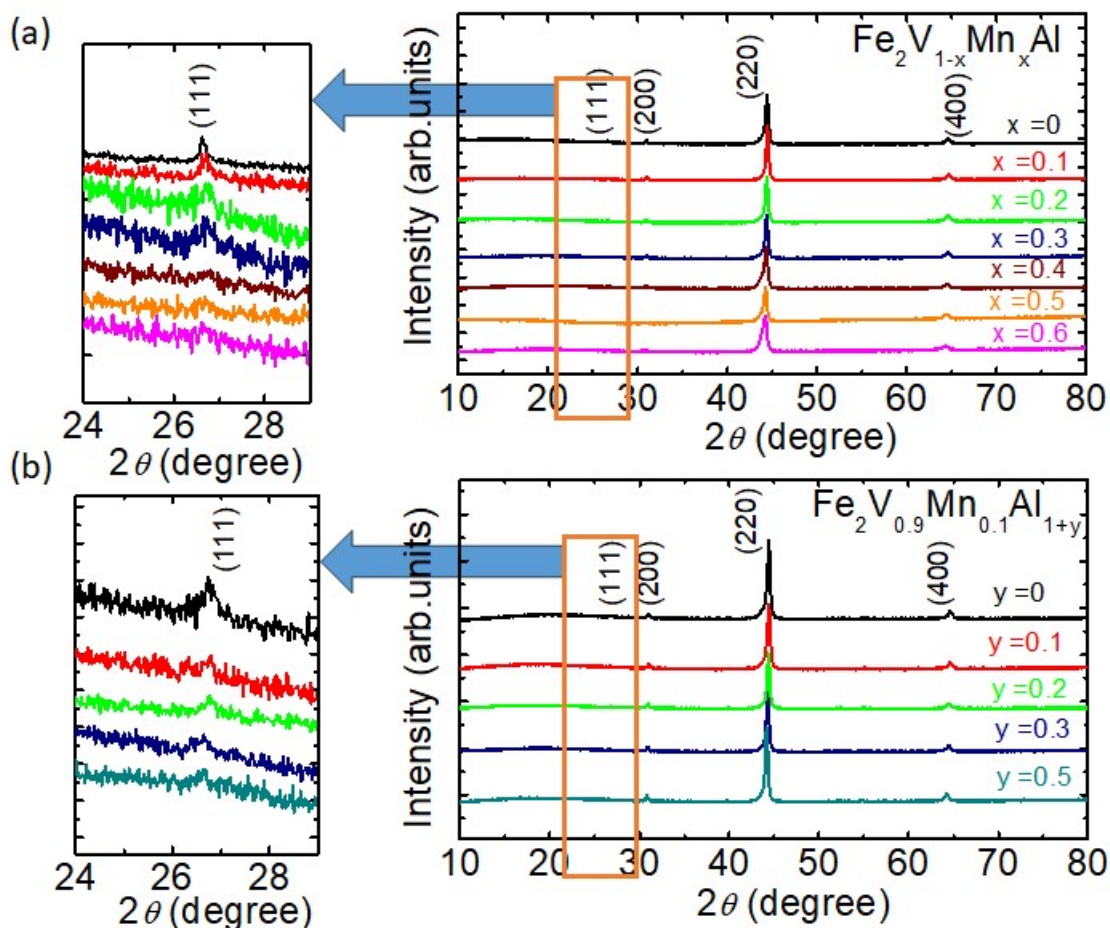 (a)
(111)
24 26 28
2θ (degree)
Intensity (arb.units)
Fe2V1-xMnxAl
(111)
(200)
(220)
(400)
x =0
x =0.1
x =0.2
x =0.3
x =0.4
x =0.5
x =0.6
10 20 30 40 50 60 70 80
2θ (degree)
(b)
(111)
24 26 28
2θ (degree)
Intensity (arb.units)
Fe2V0.9Mn0.1Al1+y
(111)
(200)
(220)
(400)
y =0
y =0.1
y =0.2
y =0.3
y =0.5
10 20 30 40 50 60 70 80
2θ (degree)